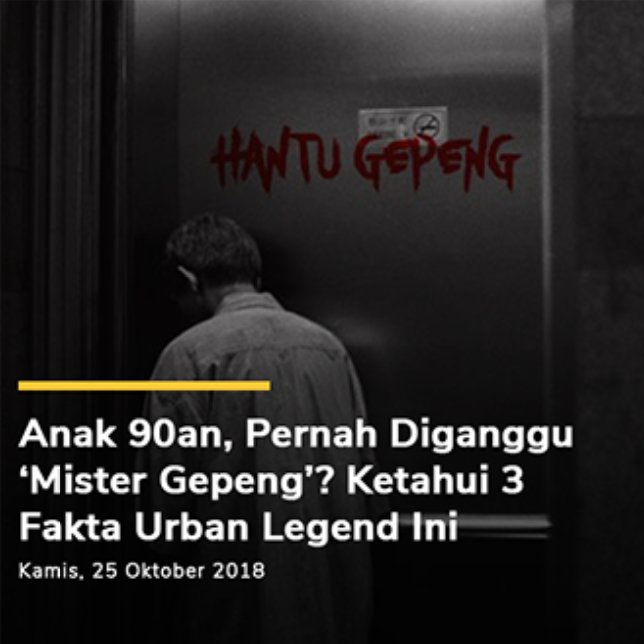 HANTU GEPENG
Anak 90an, Pernah Diganggu
‘Mister Gepeng’? Ketahui 3
Fakta Urban Legend Ini
Kamis, 25 Oktober 2018